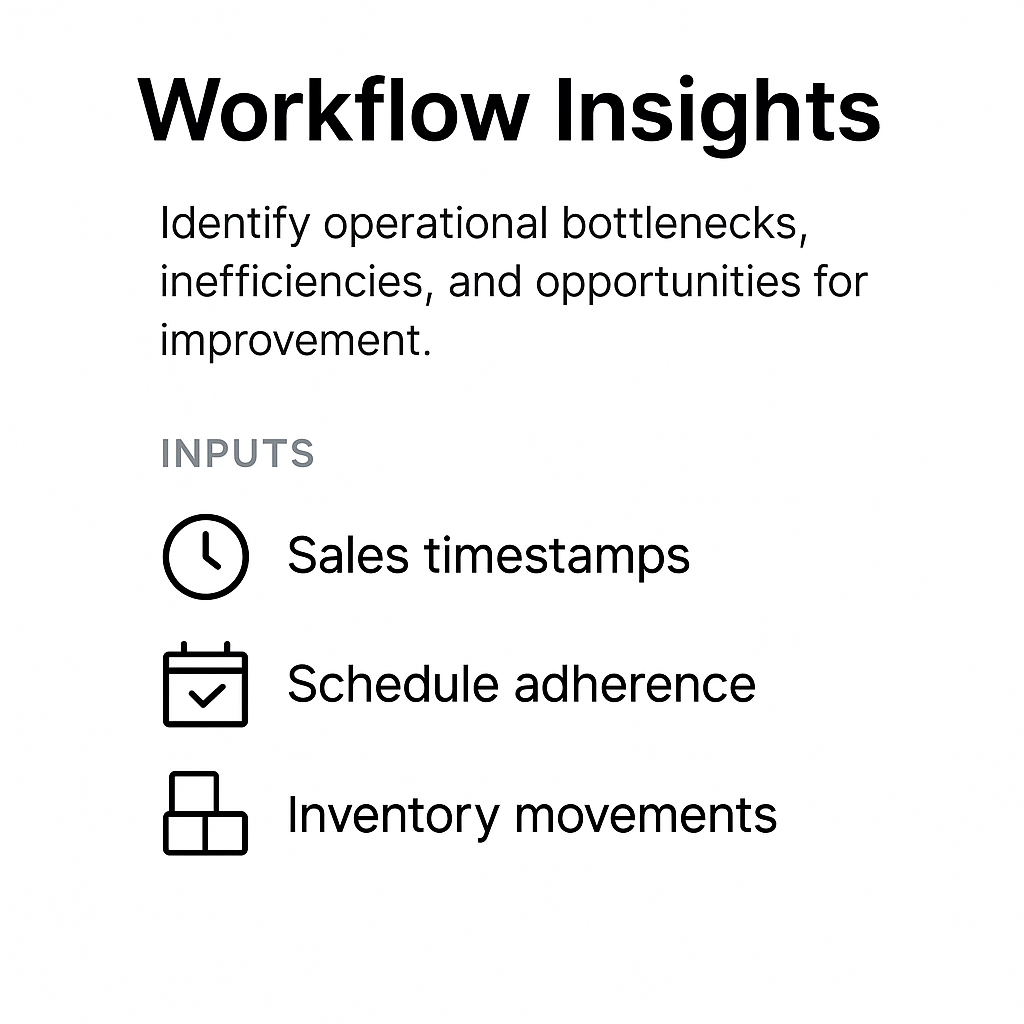 Workflow Insights
Identify operational bottlenecks,
inefficiencies, and opportunities for
improvement.
INPUTS
Sales timestamps
Schedule adherence
Inventory movements